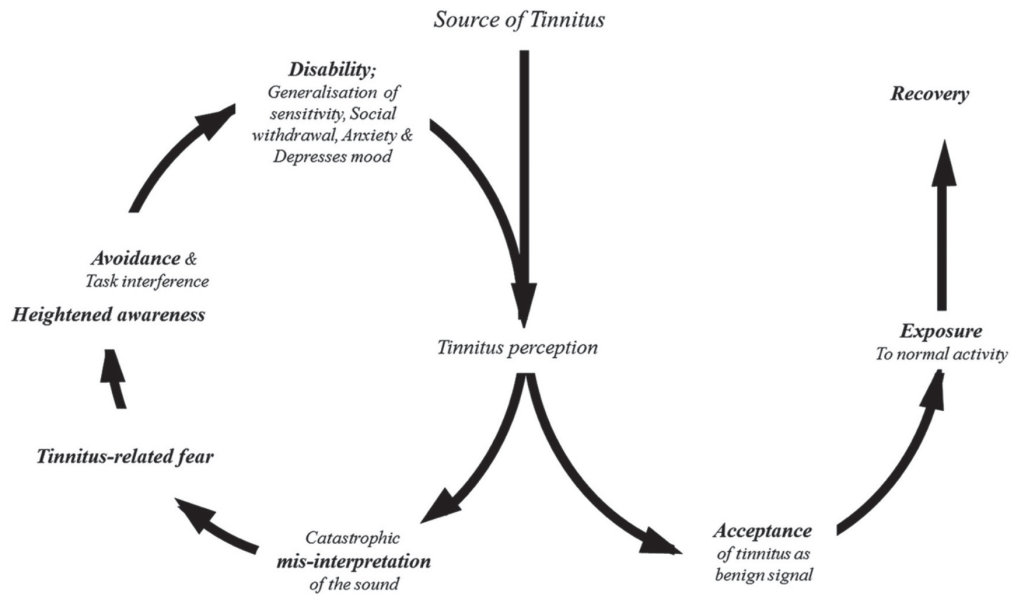 Source of Tinnitus
Disability;
Generalisation of
sensitivity, Social
withdrawal, Anxiety &
Depresses mood
Recovery
Avoidance &
Task interference
Heightened awareness
Tinnitus perception
Exposure
To normal activity
Tinnitus-related fear
Catastrophic
mis-interpretation
of the sound
Acceptance
of tinnitus as
benign signal